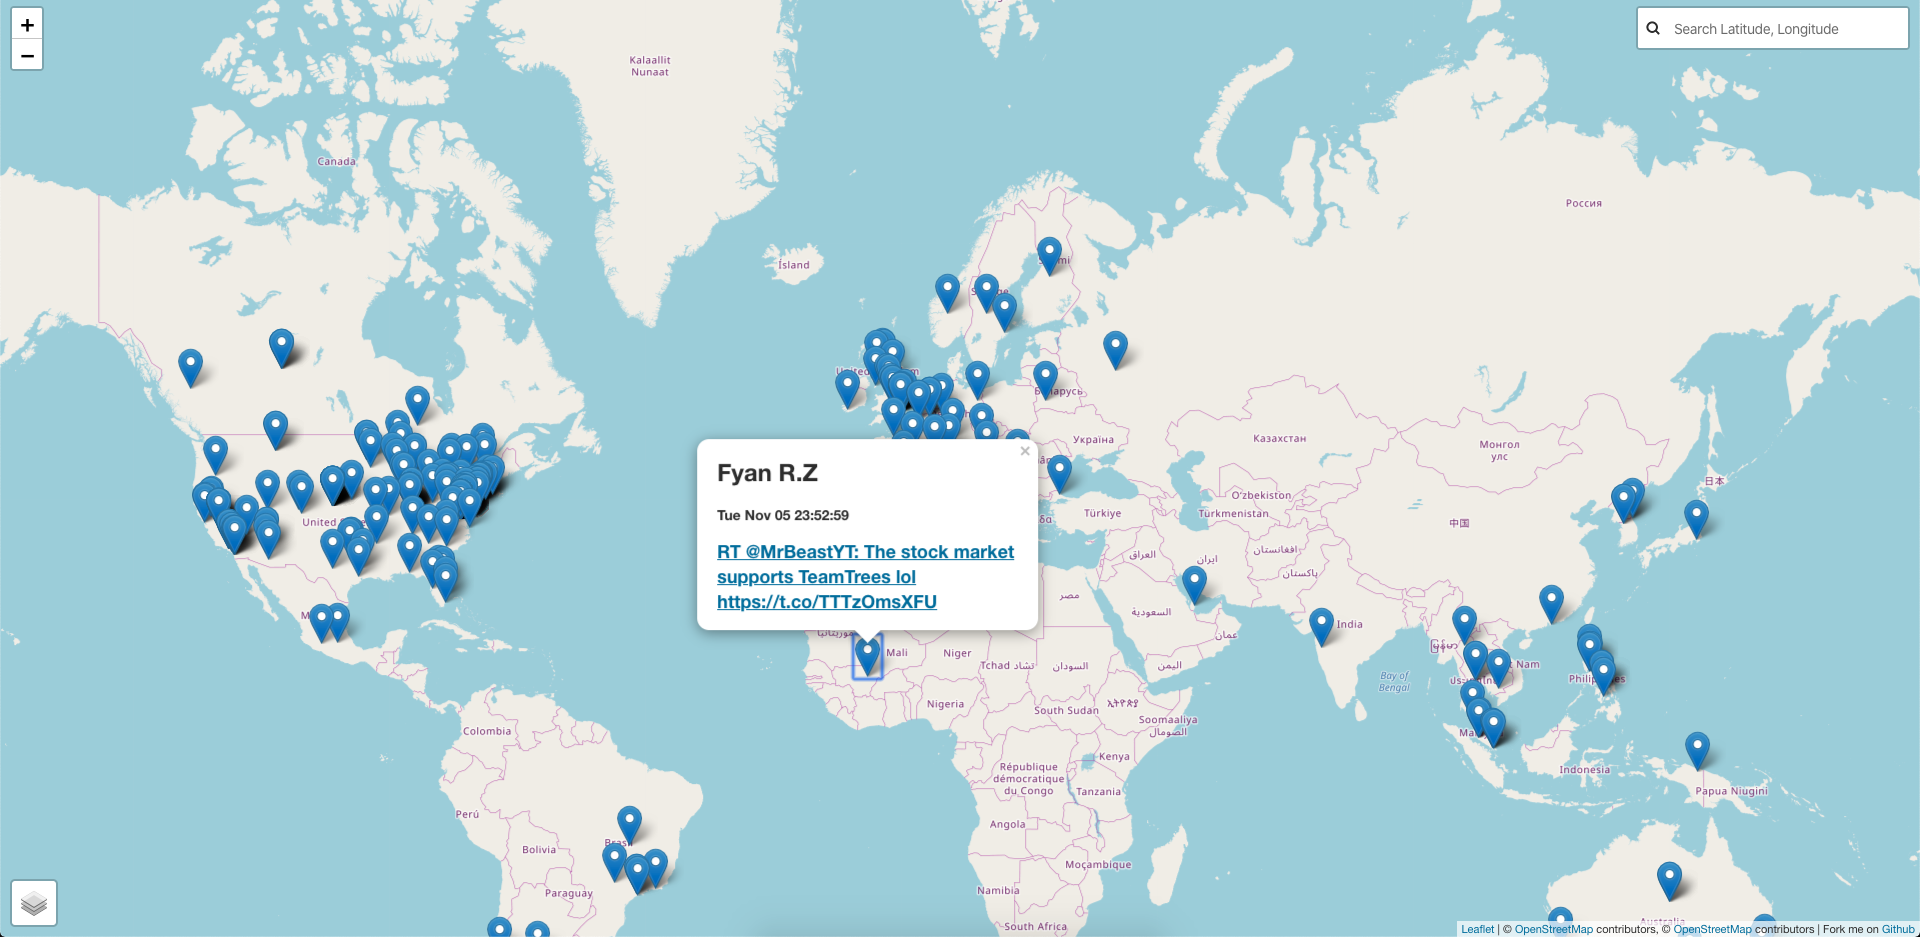 +
−
Search Latitude, Longitude
Kalaallit
Nunaat
Canada
Россия
Ísland
Беларусь
Україна
Казахстан
Монгол
улс
日本
O'zbekiston
Türkmenistan
Türkiye
中国
ایران
افغانستان
پاکستان
العراق
مصر
السعودية
عمان
اليمن
India
Bay of
Bengal
×
Fyan R.Z
Tue Nov 05 23:52:59
RT @MrBeastYT: The stock market
supports TeamTrees lol
https://t.co/TTTzOmsXFU
موريتانيا
Mali
Niger
Tchad تشاد
السودان
Nigeria
South Sudan
ኢትዮጵያ
Soomaaliya
الصومال
Colombia
Kenya
République
démocratique
du Congo
Tanzania
Indonesia
Papua Niugini
Perú
Angola
Bolivia
Moçambique
Paraguay
Namibia
South Africa
Australia
Leaflet | © OpenStreetMap contributors, © OpenStreetMap contributors | Fork me on Github